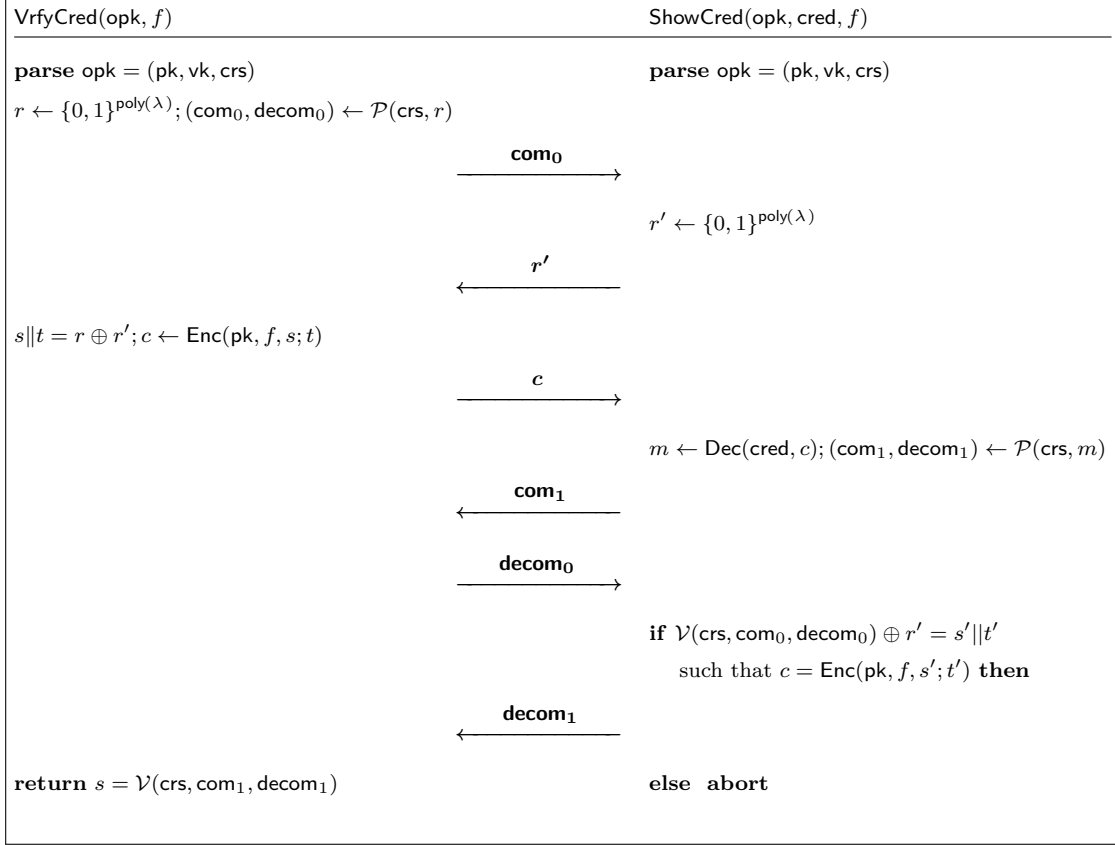 VrfyCred(opk, f) ShowCred(opk, cred, f)
parse opk = (pk, vk, crs) parse opk = (pk, vk, crs)
r ← {0, 1}^poly(λ); (com₀, decom₀) ← 𝒫(crs, r)
com₀
r′ ← {0, 1}^poly(λ)
r′
s‖t = r ⊕ r′; c ← Enc(pk, f, s; t)
c
m ← Dec(cred, c); (com₁, decom₁) ← 𝒫(crs, m)
com₁
decom₀
if 𝒱(crs, com₀, decom₀) ⊕ r′ = s′||t′
such that c = Enc(pk, f, s′; t′) then
decom₁
return s = 𝒱(crs, com₁, decom₁) else abort